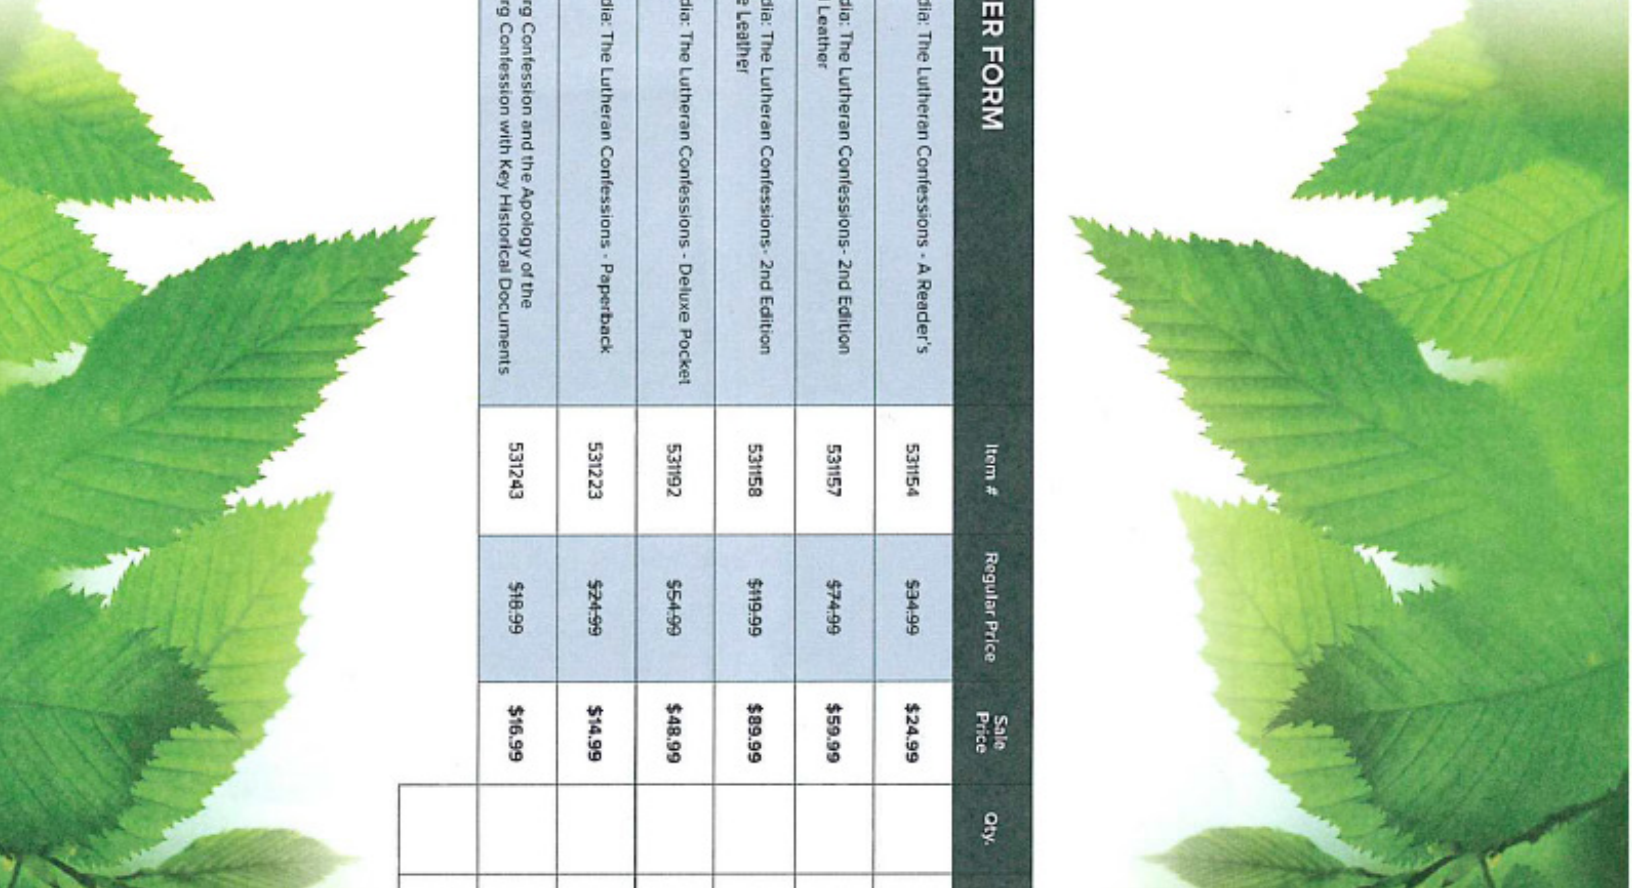 ER FORM
Item #
Regular Price
Sale
Price
Qty.
dia: The Lutheran Confessions - A Reader's
531154
$34.99
$24.99
dia: The Lutheran Confessions- 2nd Edition
Leather
531157
$74.99
$59.99
dia: The Lutheran Confessions- 2nd Edition
e Leather
531158
$119.99
$89.99
dia: The Lutheran Confessions - Deluxe Pocket
531192
$54.99
$48.99
dia: The Lutheran Confessions - Paperback
531223
$24.99
$14.99
rg Confession and the Apology of the
rg Confession with Key Historical Documents
531243
$18.99
$16.99